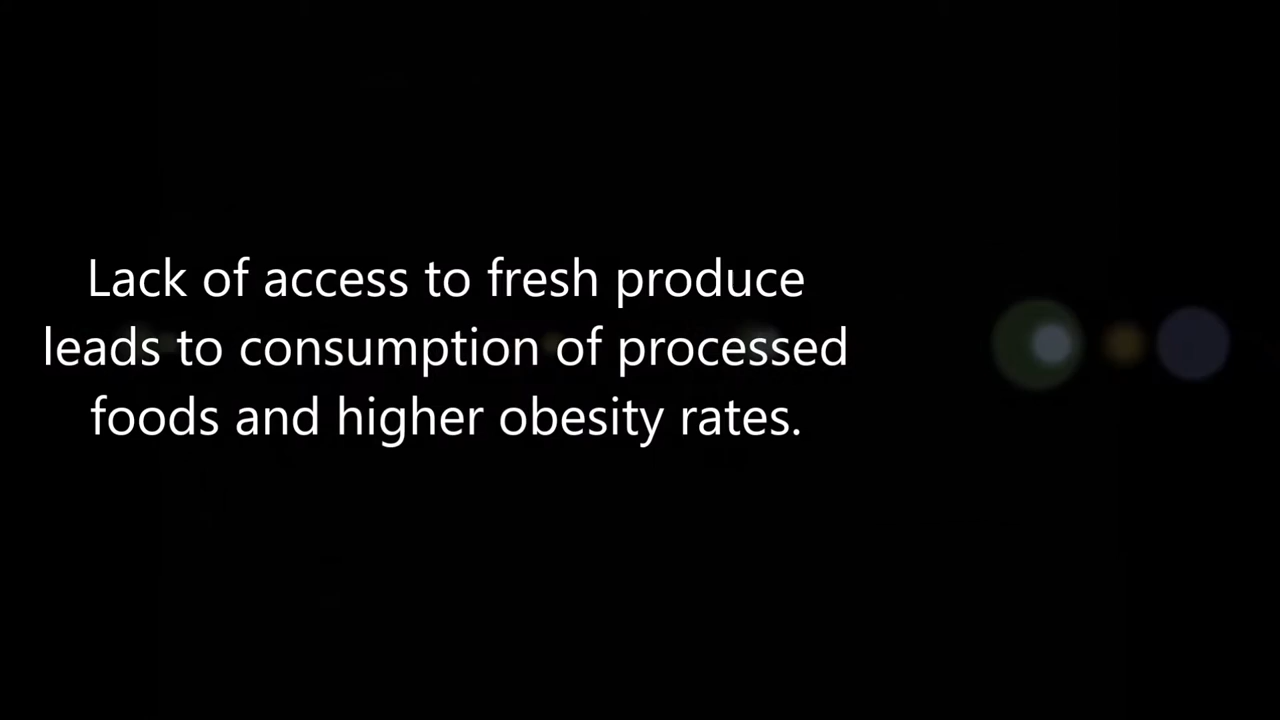 Lack of access to fresh produce
leads to consumption of processed
foods and higher obesity rates.